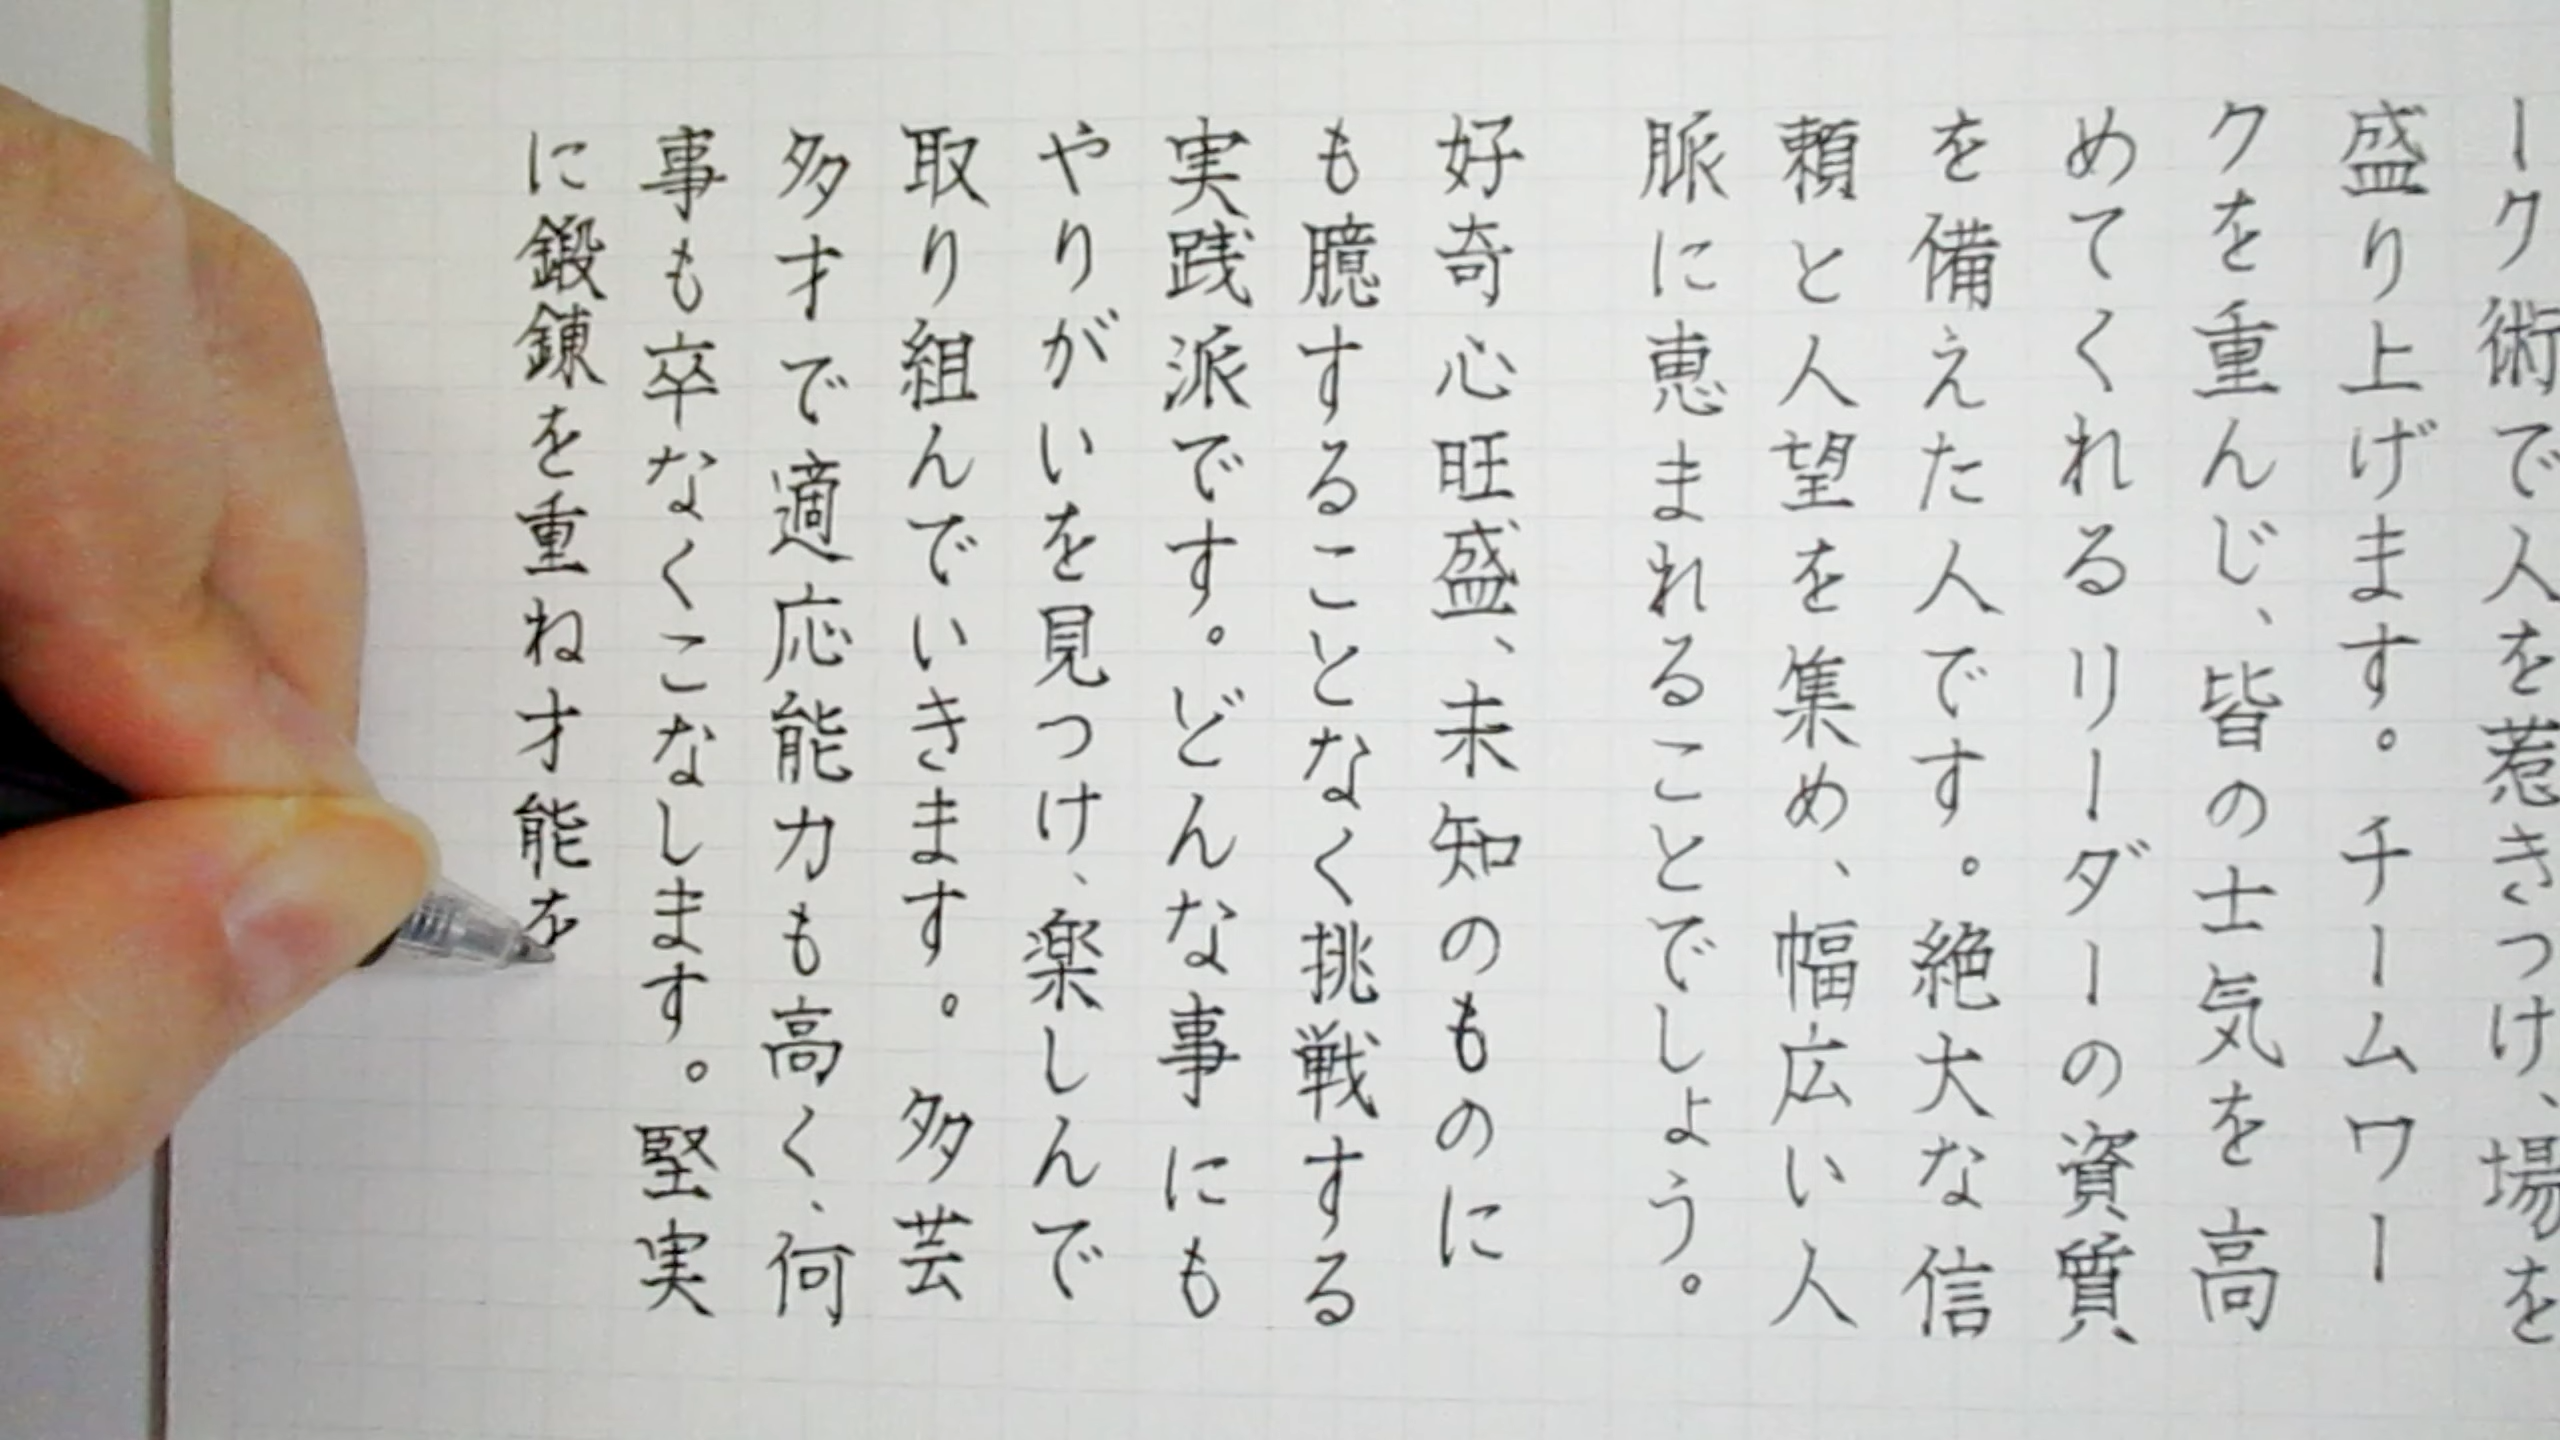 ーク術で人を惹きつけ、場を
盛り上げます。チームワー
クを重んじ、皆の士気を高
めてくれるリーダーの資質
を備えた人です。絶大な信
頼と人望を集め、幅広い人
脈に恵まれることでしょう。
好奇心旺盛、未知のものに
も臆することなく挑戦する
実践派です。どんな事にも
やりがいを見つけ、楽しんで
取り組んでいきます。多芸
多才で適応能力も高く、何
事も卒なくこなします。堅実
に鍛錬を重ね才能を